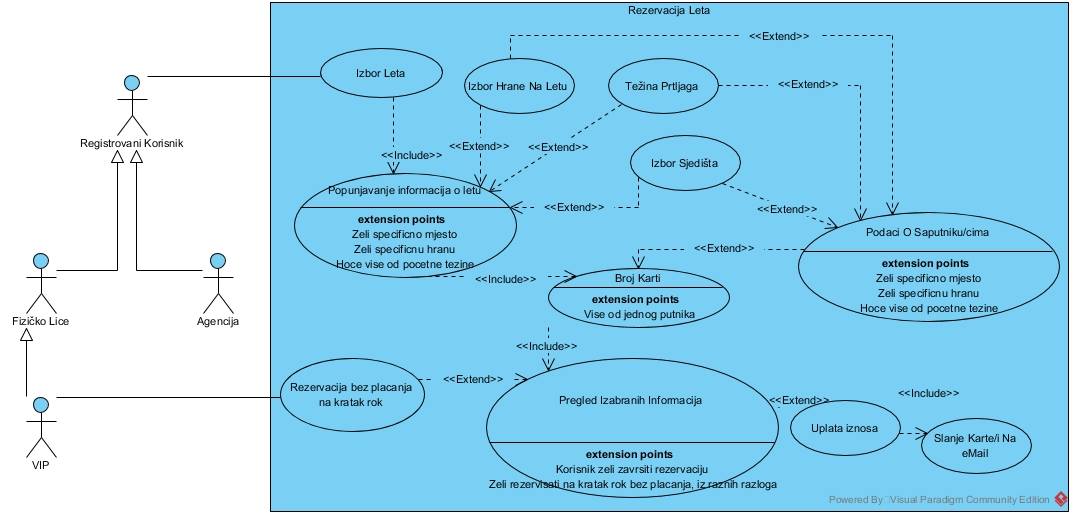 Rezervacija Leta
<<Extend>>
Izbor Leta
Izbor Hrane Na Letu
Težina Prtljaga
<<Extend>>
Registrovani Korisnik
<<Include>>
<<Extend>>
<<Extend>>
Izbor Sjedišta
Popunjavanje informacija o letu
extension points
Zeli specificno mjesto
Zeli specificnu hranu
Hoce vise od pocetne tezine
<<Extend>>
<<Extend>>
Podaci O Saputniku/cima
extension points
Zeli specificno mjesto
Zeli specificnu hranu
Hoce vise od pocetne tezine
<<Extend>>
<<Include>>
Broj Karti
extension points
Vise od jednog putnika
Fizičko Lice
Agencija
<<Include>>
Rezervacija bez placanja
na kratak rok
<<Extend>>
Pregled Izabranih Informacija
extension points
Korisnik zeli zavrsiti rezervaciju
Zeli rezervisati na kratak rok bez placanja, iz raznih razloga
<<Extend>>
<<Include>>
Uplata iznosa
Slanje Karte/i Na
eMail
VIP
Powered By Visual Paradigm Community Edition